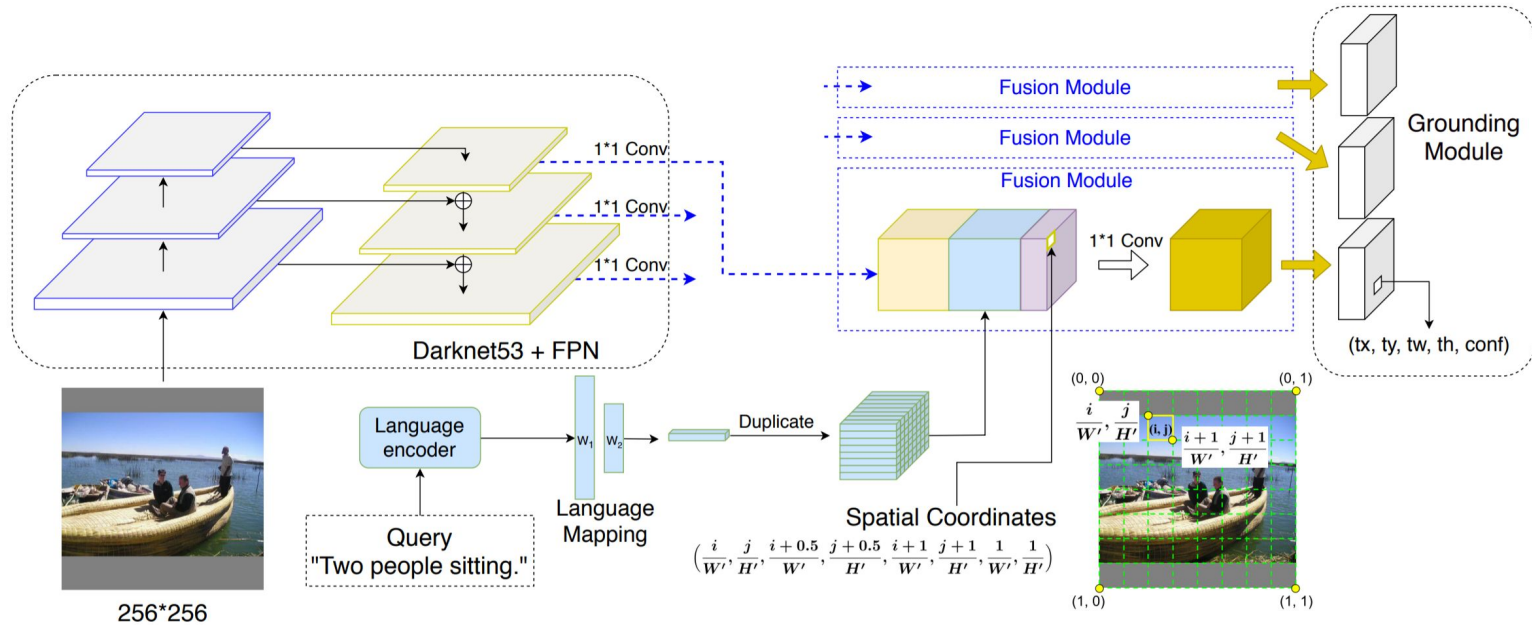 Fusion Module
Fusion Module
Fusion Module
Grounding
Module
1*1 Conv
1*1 Conv
1*1 Conv
1*1 Conv
(tx, ty, tw, th, conf)
Darknet53 + FPN
256*256
Language
encoder
Query
"Two people sitting."
w₁
w₂
Language
Mapping
Duplicate
Spatial Coordinates
(i/W′, j/H′, i + 0.5/W′, j + 0.5/H′, i + 1/W′, j + 1/H′, 1/W′, 1/H′)
(0, 0)
(0, 1)
i/W′, j/H′
(i, j)
i + 1/W′, j + 1/H′
(1, 0)
(1, 1)